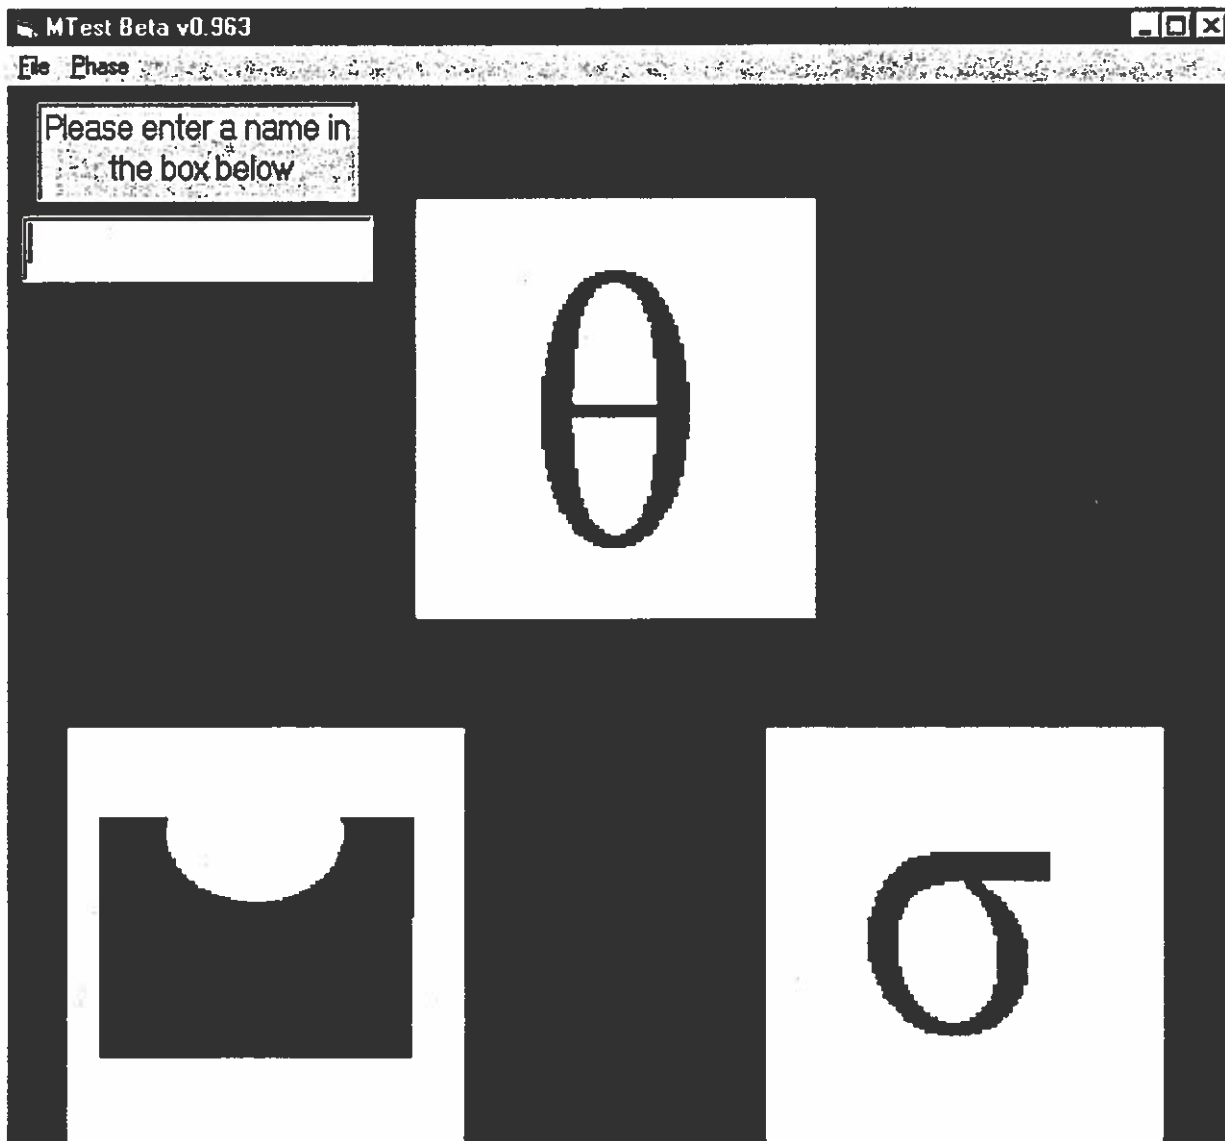 MTest Beta v0.963
File Phase
Please enter a name in
the box below
θ
σ